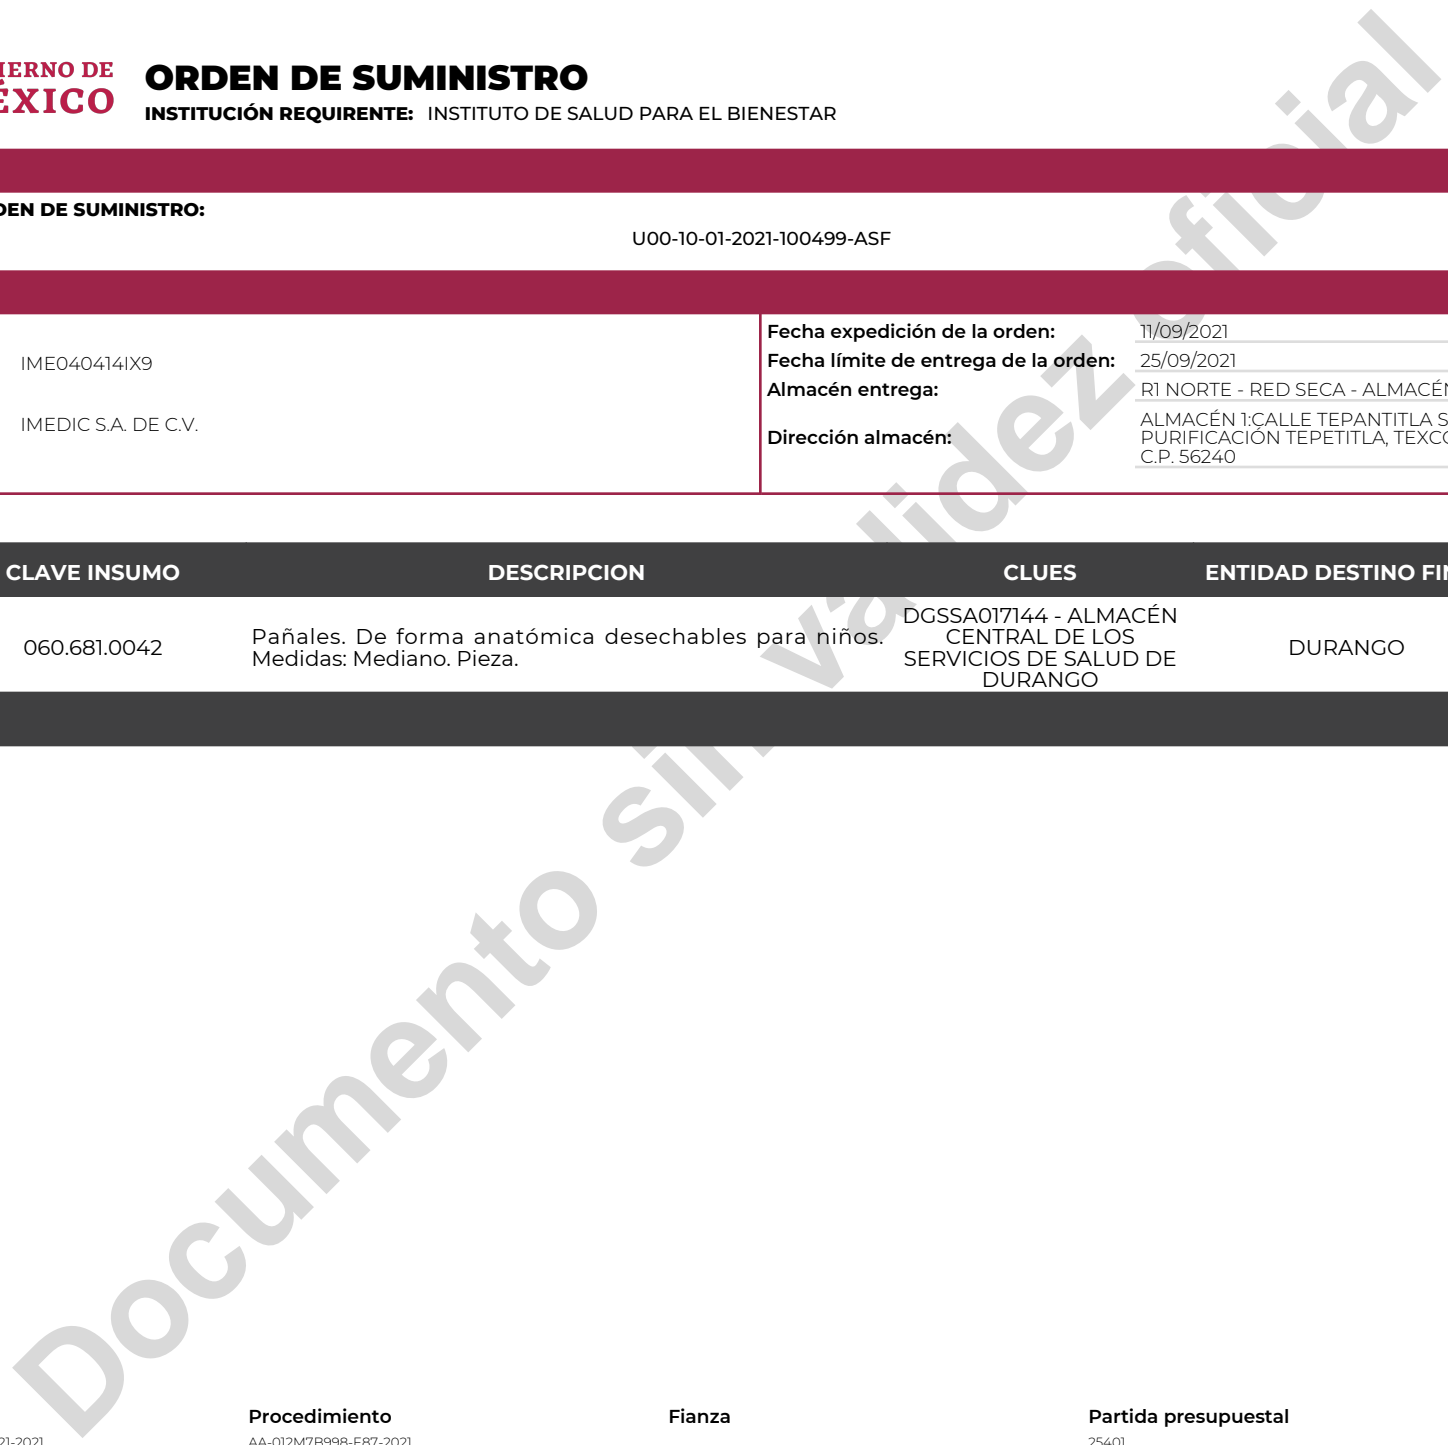 IERNO DE
ÉXICO
ORDEN DE SUMINISTRO
INSTITUCIÓN REQUIRENTE: INSTITUTO DE SALUD PARA EL BIENESTAR
DEN DE SUMINISTRO:
U00-10-01-2021-100499-ASF
IME040414IX9
IMEDIC S.A. DE C.V.
Fecha expedición de la orden: 11/09/2021
Fecha límite de entrega de la orden: 25/09/2021
Almacén entrega: R1 NORTE - RED SECA - ALMACÉN
Dirección almacén: ALMACÉN 1:CALLE TEPANTITLA S
PURIFICACIÓN TEPETITLA, TEXCO
C.P. 56240
CLAVE INSUMO DESCRIPCION CLUES ENTIDAD DESTINO FIN
060.681.0042
Pañales. De forma anatómica desechables para niños.
Medidas: Mediano. Pieza.
DGSSA017144 - ALMACÉN
CENTRAL DE LOS
SERVICIOS DE SALUD DE
DURANGO
DURANGO
Documento sin validez oficial
Procedimiento Fianza Partida presupuestal
21-2021 AA-012M7B998-E87-2021 25401